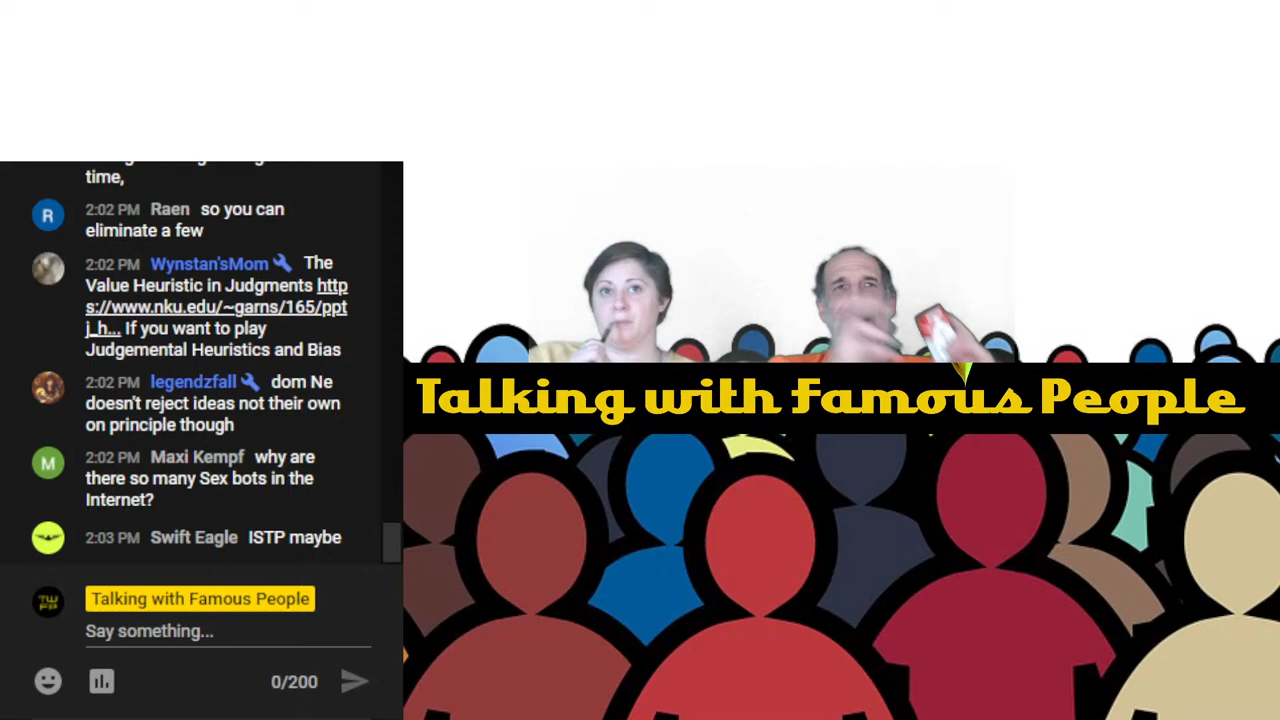 time,
2:02 PM Raen so you can
eliminate a few
2:02 PM Wynstan'sMom The
Value Heuristic in Judgments http
s://www.nku.edu/~garns/165/ppt
j_h... If you want to play
Judgemental Heuristics and Bias
2:02 PM legendzfall dom Ne
doesn't reject ideas not their own
on principle though
2:02 PM Maxi Kempf why are
there so many Sex bots in the
Internet?
2:03 PM Swift Eagle ISTP maybe
Talking with Famous People
Say something...
0/200
R
M
TW
FP
Talking with Famous People